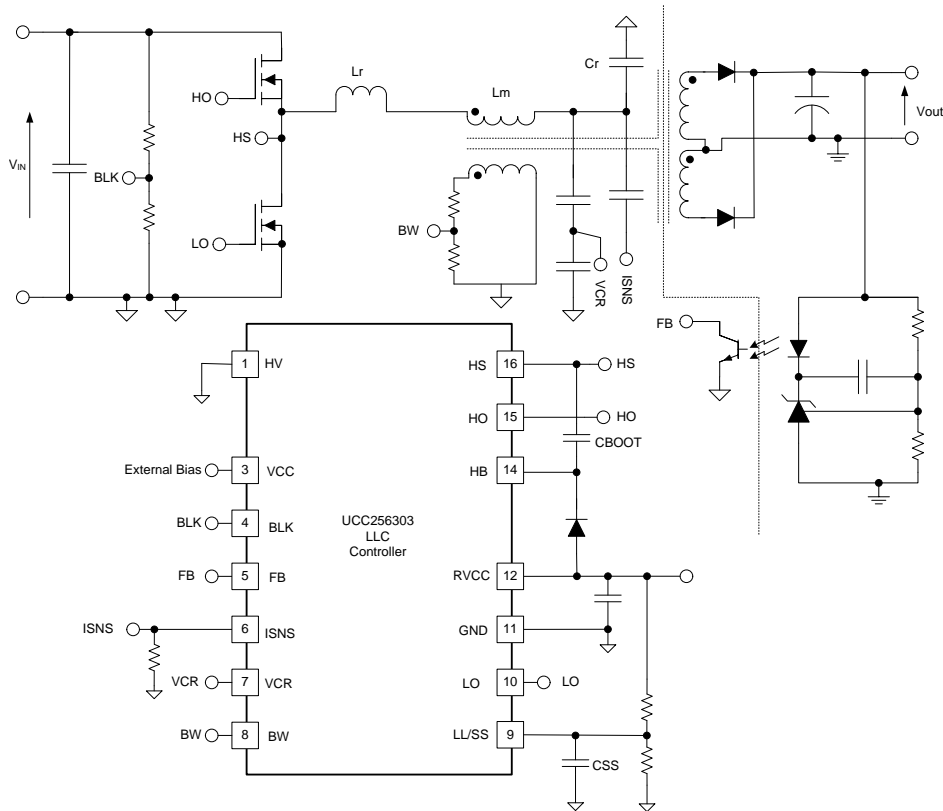 Lr
Lm
Cr
HO
HS
Vout
VIN
BLK
LO
BW
VCR
ISNS
FB
1 HV
HS 16 HS
HO 15 HO
CBOOT
External Bias 3 VCC
HB 14
BLK 4 BLK
UCC256303
LLC
Controller
FB 5 FB
RVCC 12
ISNS 6 ISNS
GND 11
VCR 7 VCR
LO 10 LO
BW 8 BW
LL/SS 9
CSS